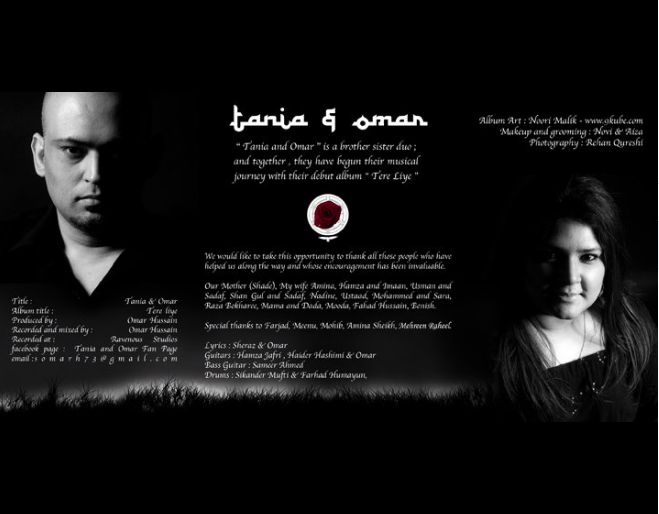 tania & omar
" Tania and Omar " is a brother sister duo ;
and together , they have begun their musical
journey with their debut album " Tere Liye "
We would like to take this opportunity to thank all those people who have
helped us along the way and whose encouragement has been invaluable.
Our Mother (Shade), My wife Amina, Hamza and Imaan, Usman and
Sadaf, Shan Gul and Sadaf, Nadine, Ustaad, Mohammed and Sara,
Raza Bokharee, Mama and Dada, Mooda, Fahad Hussain, Beenish.
Special thanks to Farjad, Meenu, Mohib, Amina Sheikh, Mehreen Raheel.
Lyrics : Sheraz & Omar
Guitars : Hamza Jafri , Haider Hashimi & Omar
Bass Guitar : Sameer Ahmed
Drums : Sikander Mufti & Farhad Humayun.
Title : Tania & Omar
Album title : Tere liye
Produced by : Omar Hussain
Recorded and mixed by : Omar Hussain
Recorded at : Ravenous Studios
facebook page : Tania and Omar Fan Page
email : somarh73@gmail.com
Album Art : Noori Malik - www.9kube.com
Makeup and grooming : Novi & Aiza
Photography : Rehan Qureshi